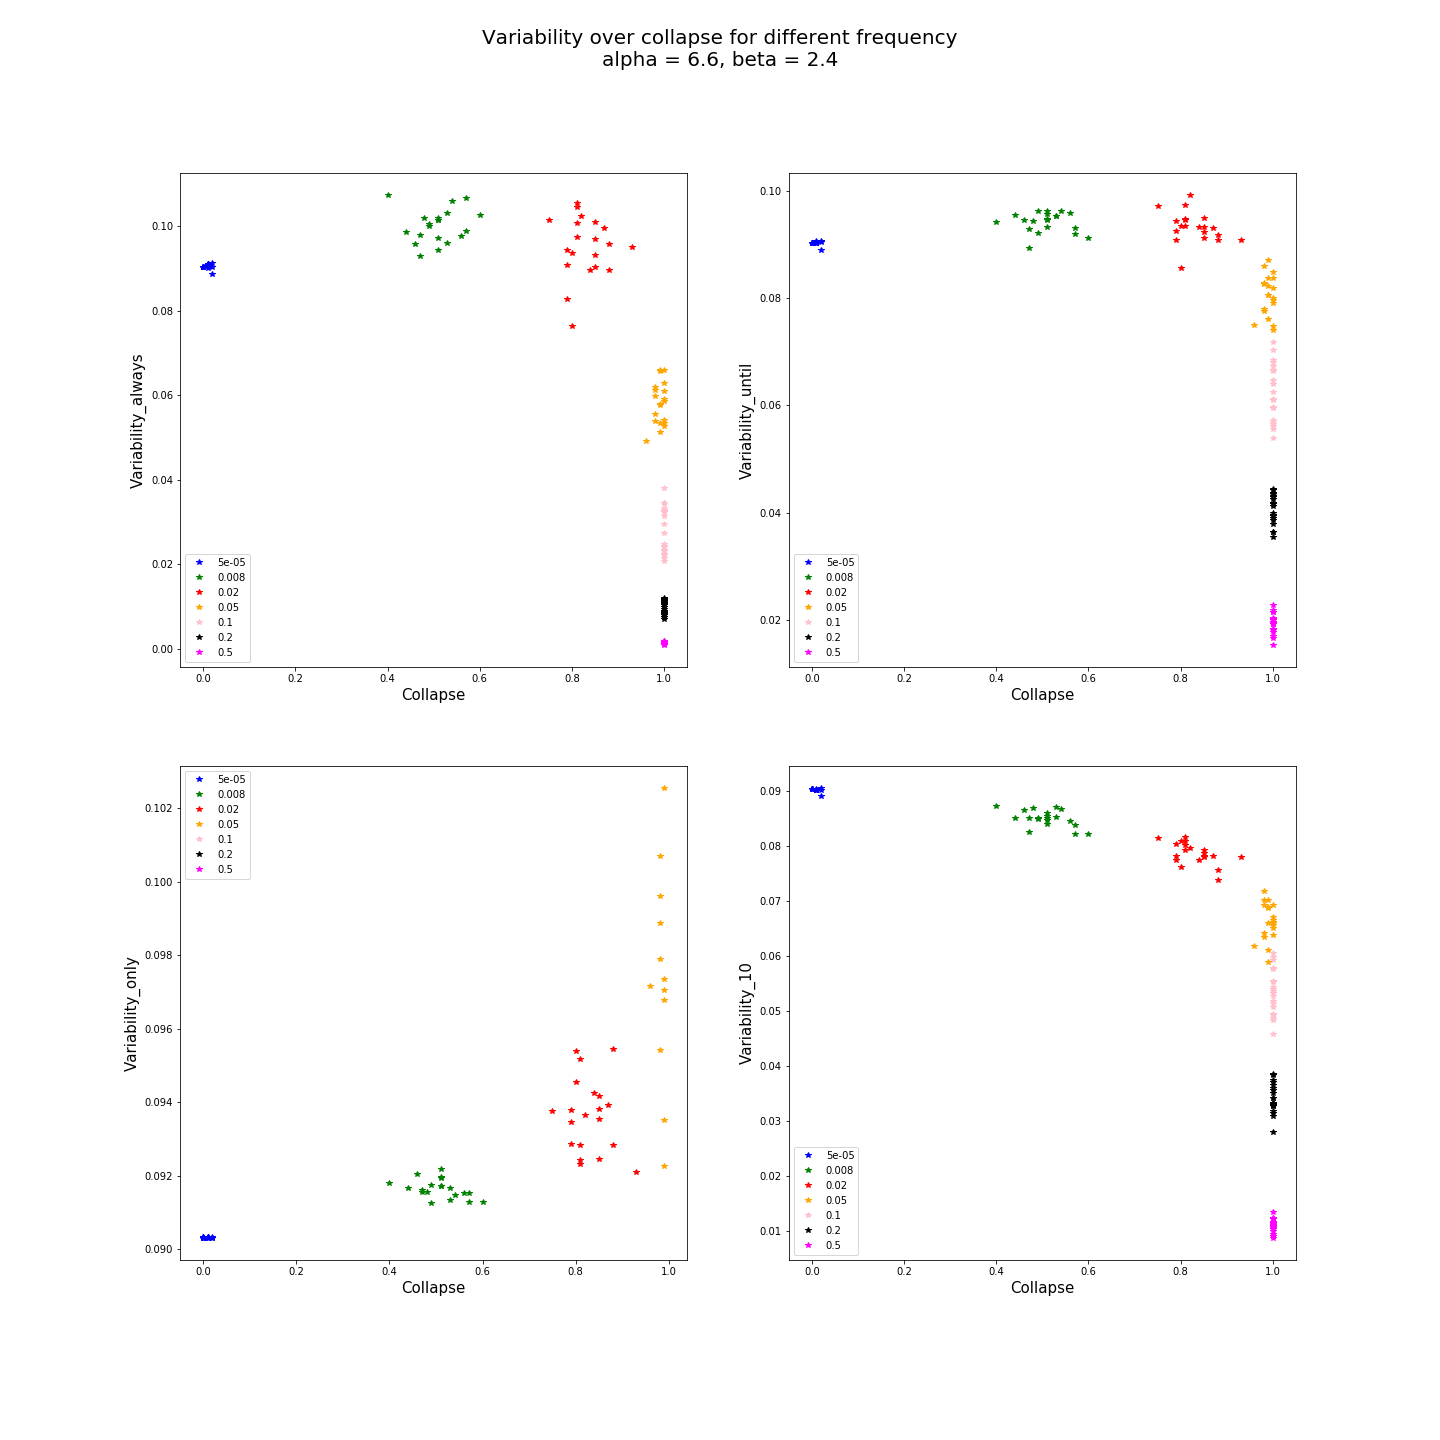 Variability over collapse for different frequency
alpha = 6.6, beta = 2.4
0.10
0.08
0.06
0.04
0.02
0.00
Variability_always
5e-05
0.008
0.02
0.05
0.1
0.2
0.5
0.0 0.2 0.4 0.6 0.8 1.0
Collapse
0.10
0.08
0.06
0.04
0.02
Variability_until
5e-05
0.008
0.02
0.05
0.1
0.2
0.5
0.0 0.2 0.4 0.6 0.8 1.0
Collapse
0.102
0.100
0.098
0.096
0.094
0.092
0.090
Variability_only
5e-05
0.008
0.02
0.05
0.1
0.2
0.5
0.0 0.2 0.4 0.6 0.8 1.0
Collapse
0.09
0.08
0.07
0.06
0.05
0.04
0.03
0.02
0.01
Variability_10
5e-05
0.008
0.02
0.05
0.1
0.2
0.5
0.0 0.2 0.4 0.6 0.8 1.0
Collapse